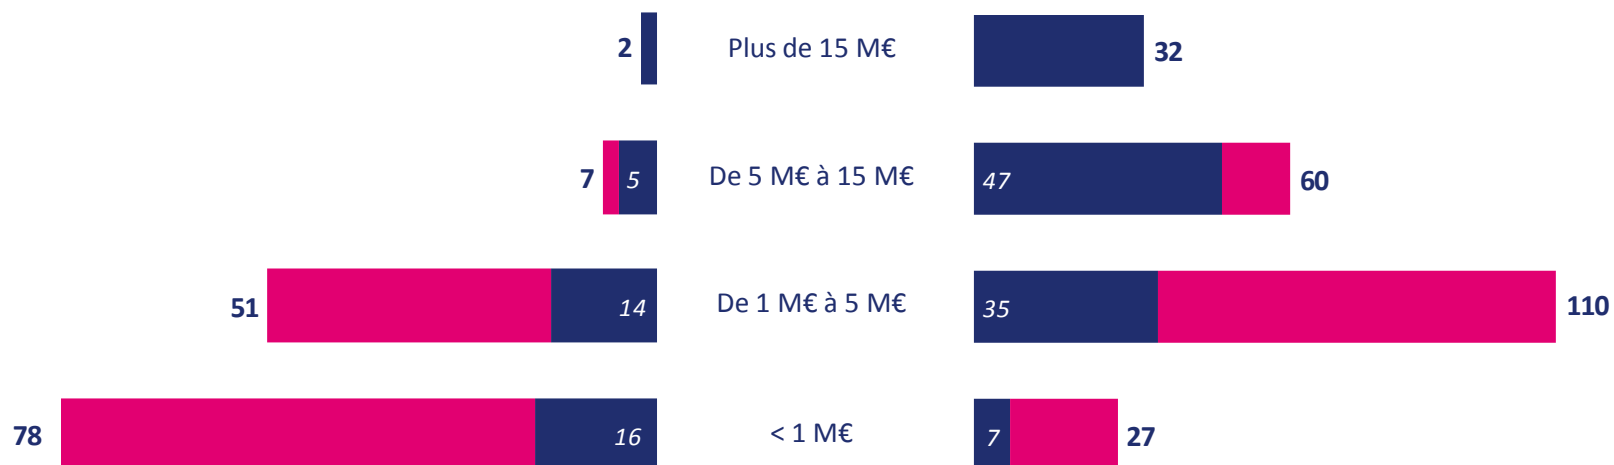 2 Plus de 15 M€ 32
7 5 De 5 M€ à 15 M€ 47 60
51 14 De 1 M€ à 5 M€ 35 110
78 16 < 1 M€ 7 27